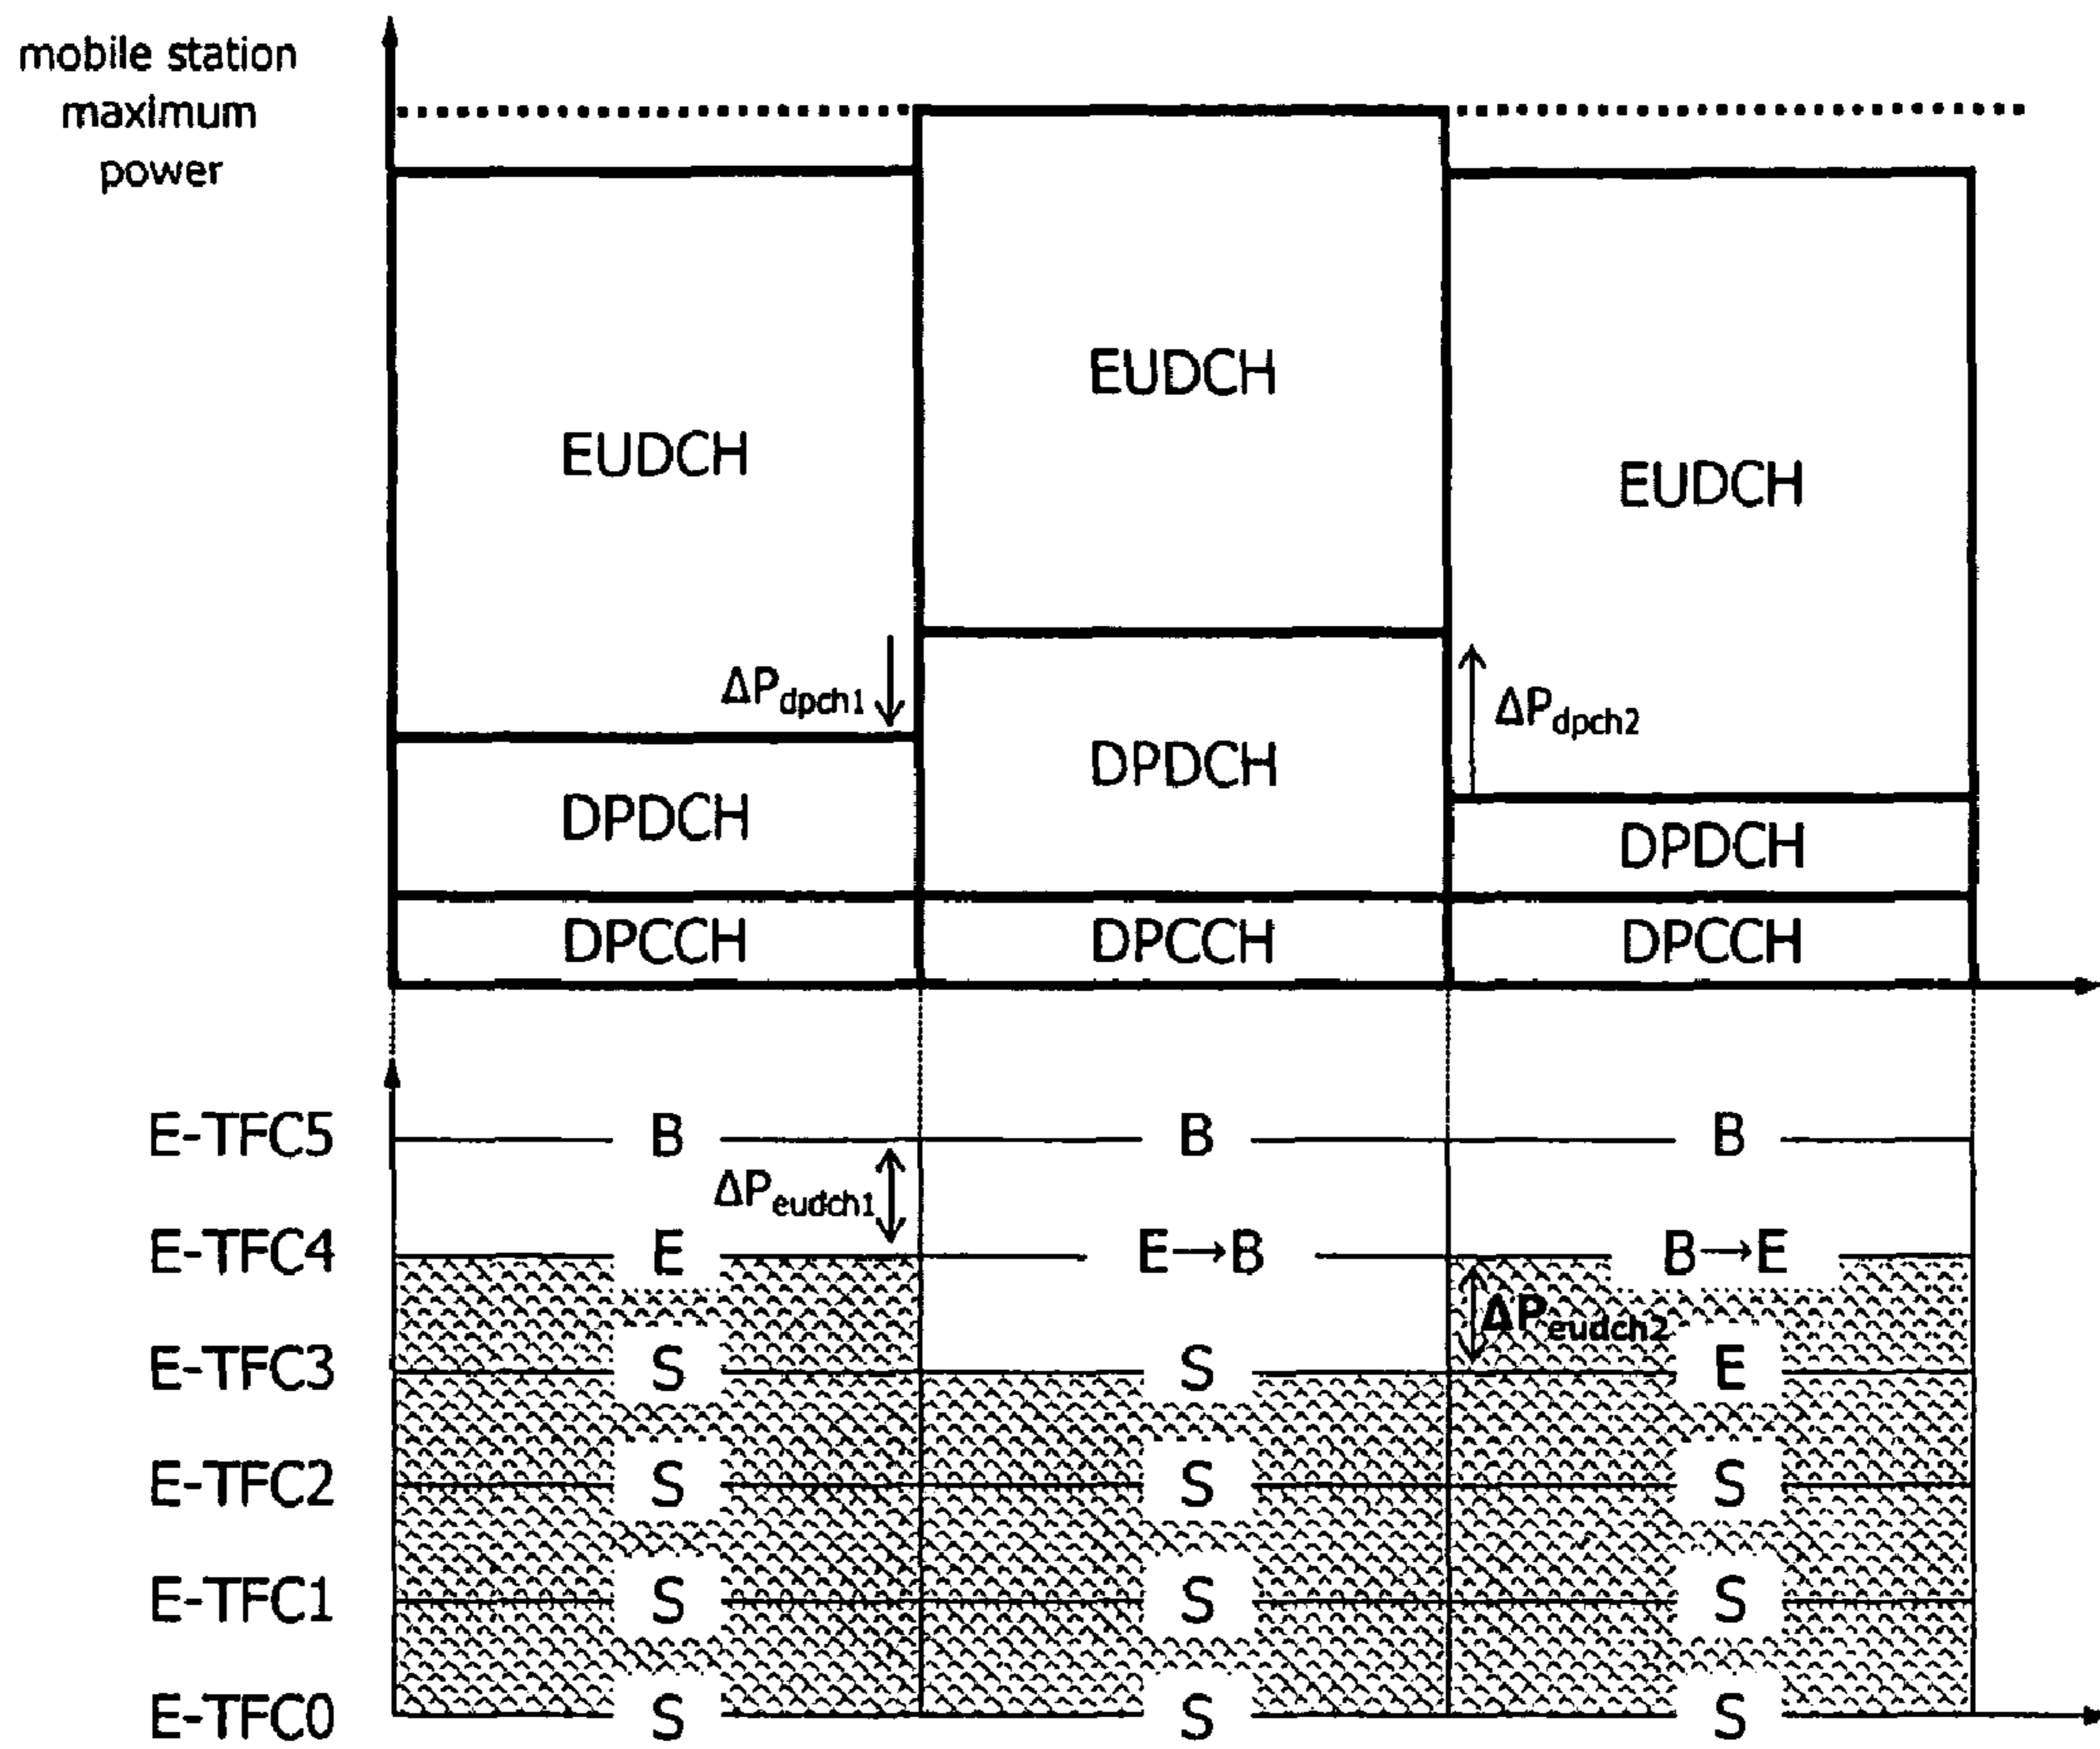 mobile station
maximum
power
EUDCH
EUDCH
EUDCH
ΔPdpch1
ΔPdpch2
DPDCH
DPDCH
DPDCH
DPCCH
DPCCH
DPCCH
E-TFC5 B B B
ΔPeudch1
E-TFC4 E E→B B→E
ΔPeudch2
E-TFC3 S S E
E-TFC2 S S S
E-TFC1 S S S
E-TFC0 S S S